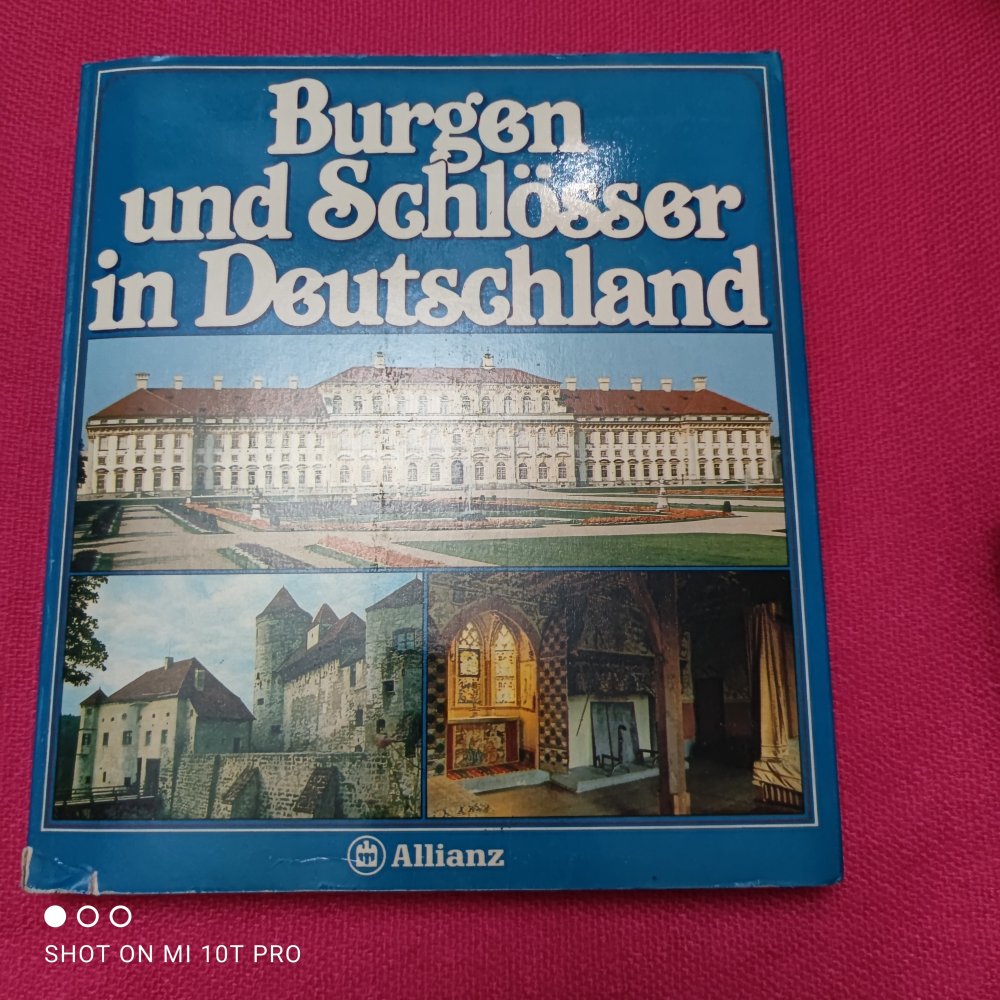 Burgen
und Schlösser
in Deutschland
Allianz
SHOT ON MI 10T PRO